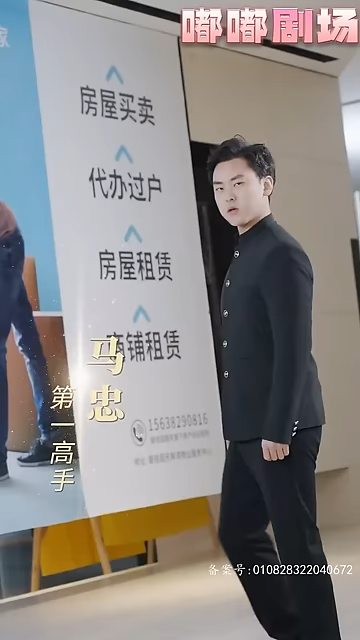 嘟嘟剧场
家
房屋买卖
代办过户
房屋租赁
商铺租赁
马忠
第一高手
15638290816
备案号:010828322040672